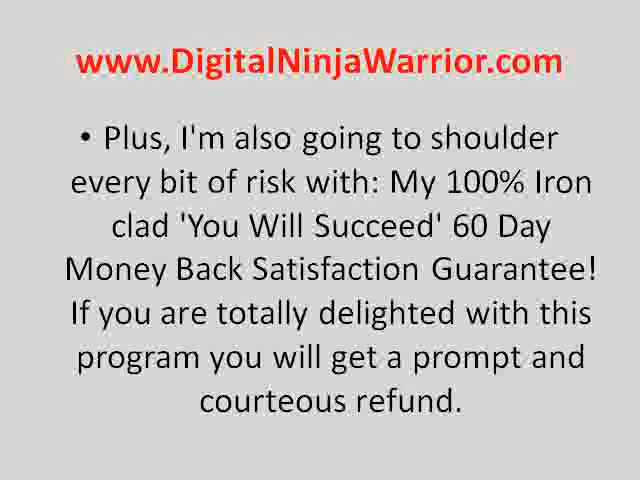 www.DigitalNinjaWarrior.com
• Plus, I'm also going to shoulder
every bit of risk with: My 100% Iron
clad 'You Will Succeed' 60 Day
Money Back Satisfaction Guarantee!
If you are totally delighted with this
program you will get a prompt and
courteous refund.